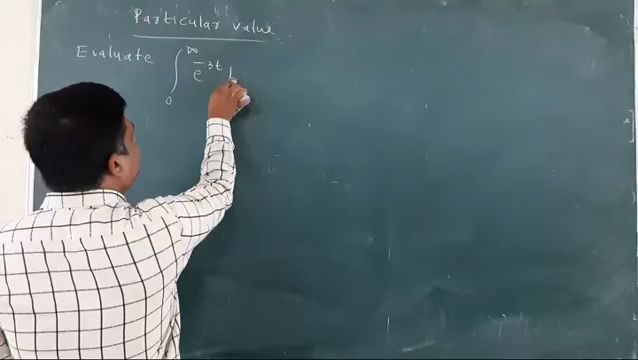 Particular value
Evaluate ∫₀^∞ e^{-3t} t